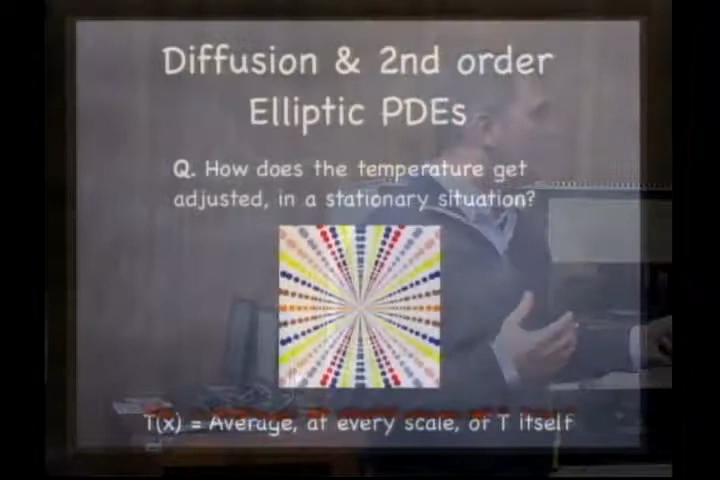 Diffusion & 2nd order
Elliptic PDEs
Q. How does the temperature get
adjusted, in a stationary situation?
T(x) = Average, at every scale, of T itself